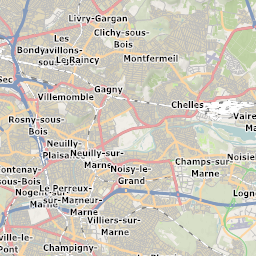 Livry-Gargan
Les
Pavillons-sous-Bois
Clichy-sous-
Bois
Bondy
Le Raincy
Montfermeil
Sec
Gagny
Villemomble
Chelles
Rosny-sous-
Bois
Vaire
Neuilly-
Plaisance
Neuilly-sur-
Marne
Noisy-le-
Grand
Champs-sur-
Marne
Noisiel
Fontenay-
sous-Bois
Le Perreux-
sur-Marne
Nogent-sur-
Marne
Logn
Villiers-sur-
Marne
ville-le-
Pont
Champigny-